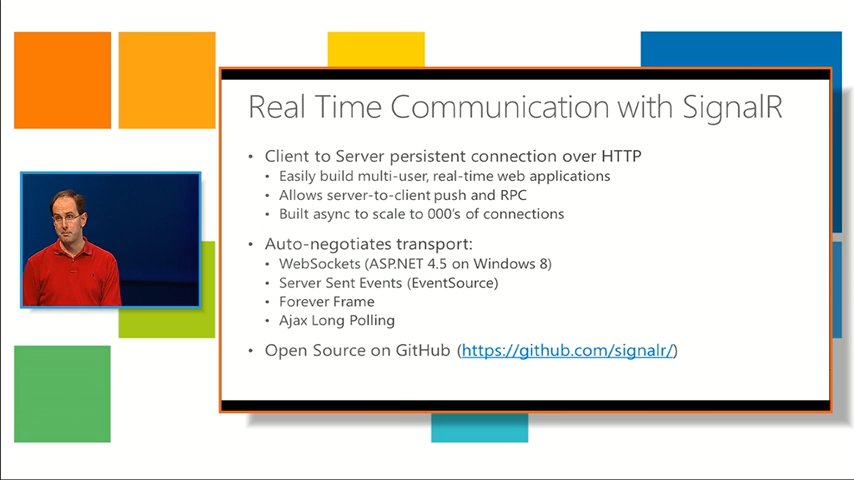 Real Time Communication with SignalR
• Client to Server persistent connection over HTTP
• Easily build multi-user, real-time web applications
• Allows server-to-client push and RPC
• Built async to scale to 000's of connections
• Auto-negotiates transport:
• WebSockets (ASP.NET 4.5 on Windows 8)
• Server Sent Events (EventSource)
• Forever Frame
• Ajax Long Polling
• Open Source on GitHub (https://github.com/signalr/)